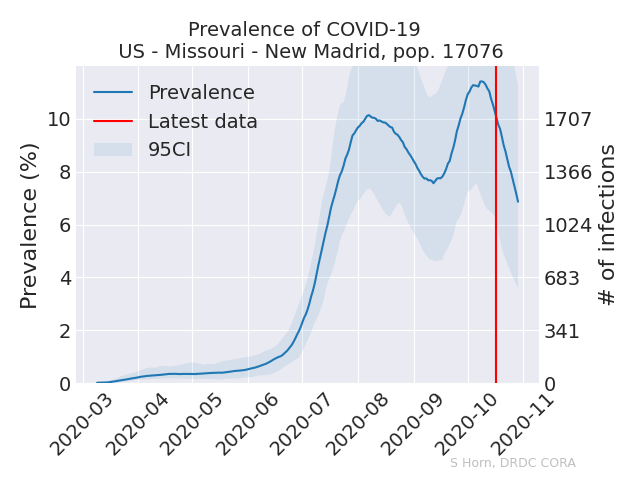 Prevalence of COVID-19
US - Missouri - New Madrid, pop. 17076
Prevalence
Latest data
95CI
Prevalence (%)
10
8
6
4
2
0
1707
1366
1024
683
341
0
# of infections
2020-03
2020-04
2020-05
2020-06
2020-07
2020-08
2020-09
2020-10
2020-11
S Horn, DRDC CORA